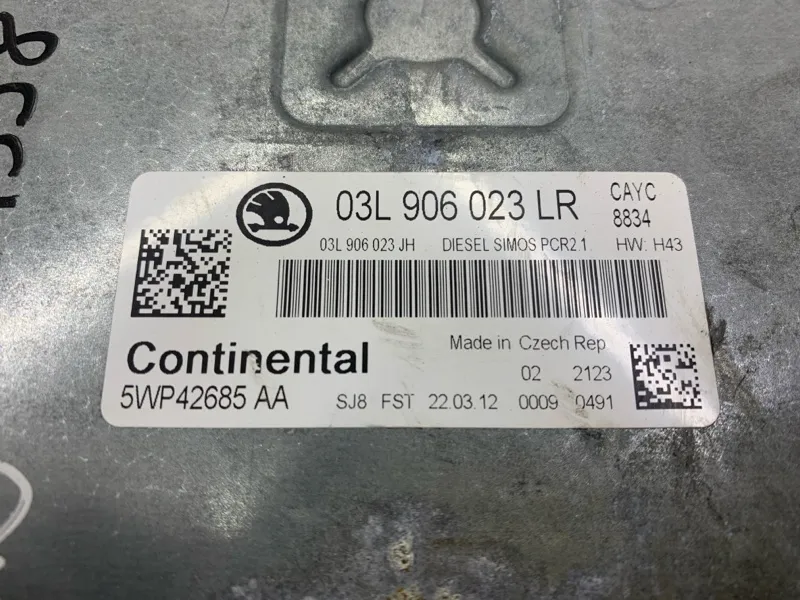 03L 906 023 LR
CAYC
8834
03L 906 023 JH DIESEL SIMOS PCR2 1 HW: H43
Continental
Made in Czech Rep
02 2123
5WP42685 AA
SJ8 FST 22.03.12 0009 0491